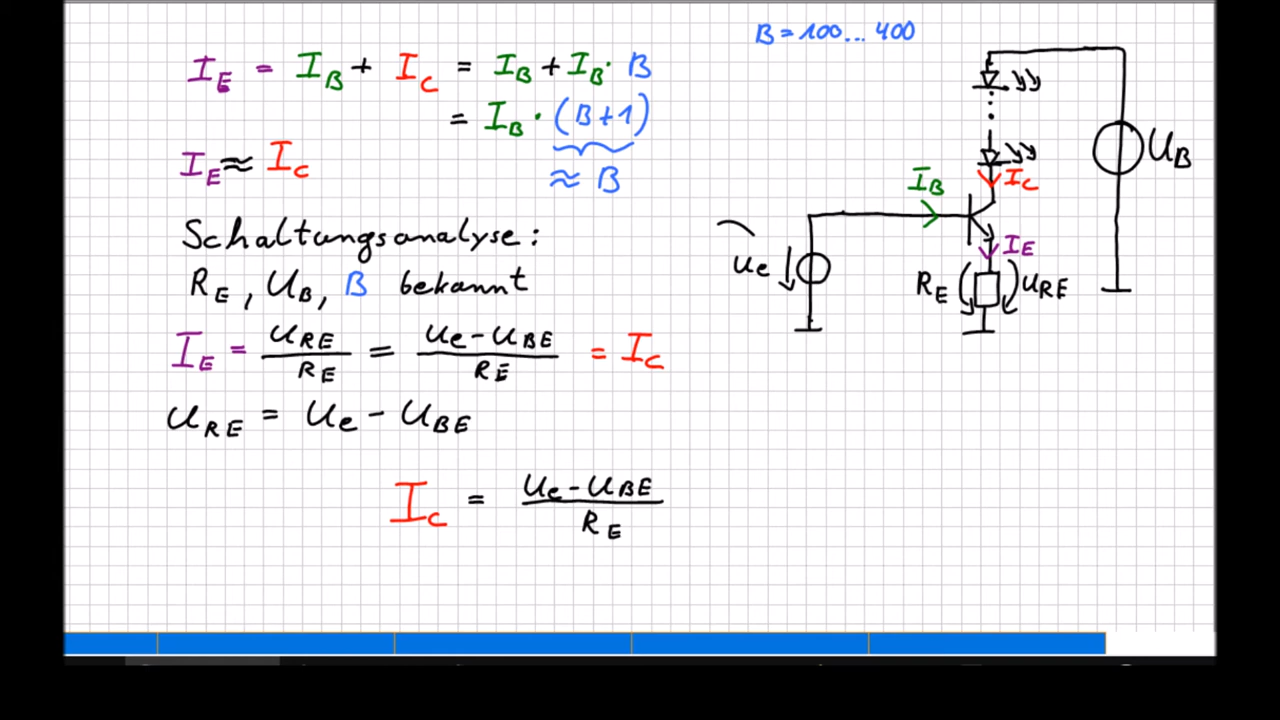 B = 100... 400
I_E = I_B + I_C = I_B + I_B · B
= I_B · (B+1)
I_E ≈ I_C
≈ B
Schaltungsanalyse:
R_E, U_B, B bekannt
I_E = U_RE / R_E = (U_e - U_BE) / R_E = I_C
U_RE = U_e - U_BE
I_C = (U_e - U_BE) / R_E
U_B
I_B
I_C
I_E
U_e
R_E
U_RE